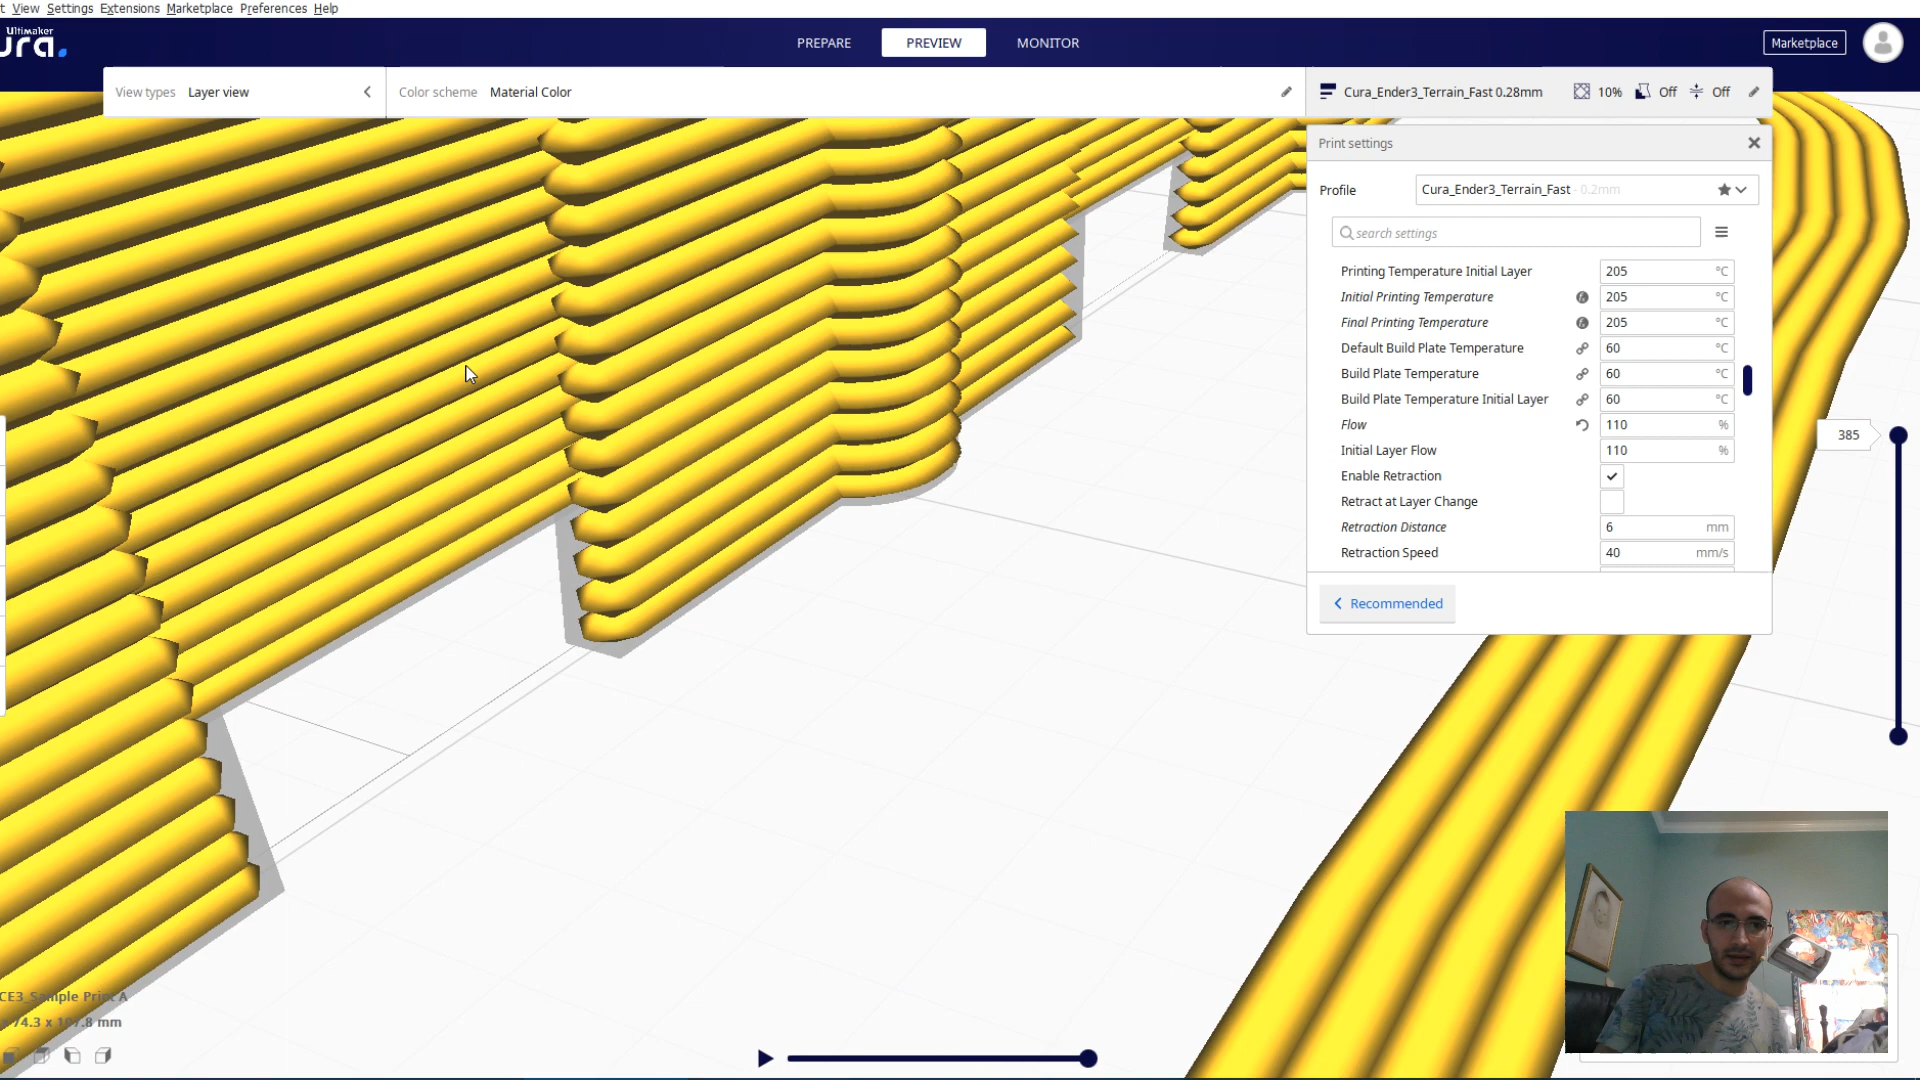 View Settings Extensions Marketplace Preferences Help
Ultimaker
PREPARE PREVIEW MONITOR
Marketplace
View types Layer view
Color scheme Material Color
Cura_Ender3_Terrain_Fast 0.28mm 10% Off Off
Print settings
Profile Cura_Ender3_Terrain_Fast - 0.2mm
search settings
Printing Temperature Initial Layer 205 °C
Initial Printing Temperature 205 °C
Final Printing Temperature 205 °C
Default Build Plate Temperature 60 °C
Build Plate Temperature 60 °C
Build Plate Temperature Initial Layer 60 °C
Flow 110 %
Initial Layer Flow 110 %
Enable Retraction
Retract at Layer Change
Retraction Distance 6 mm
Retraction Speed 40 mm/s
Recommended
385
CE3_Sample Print A